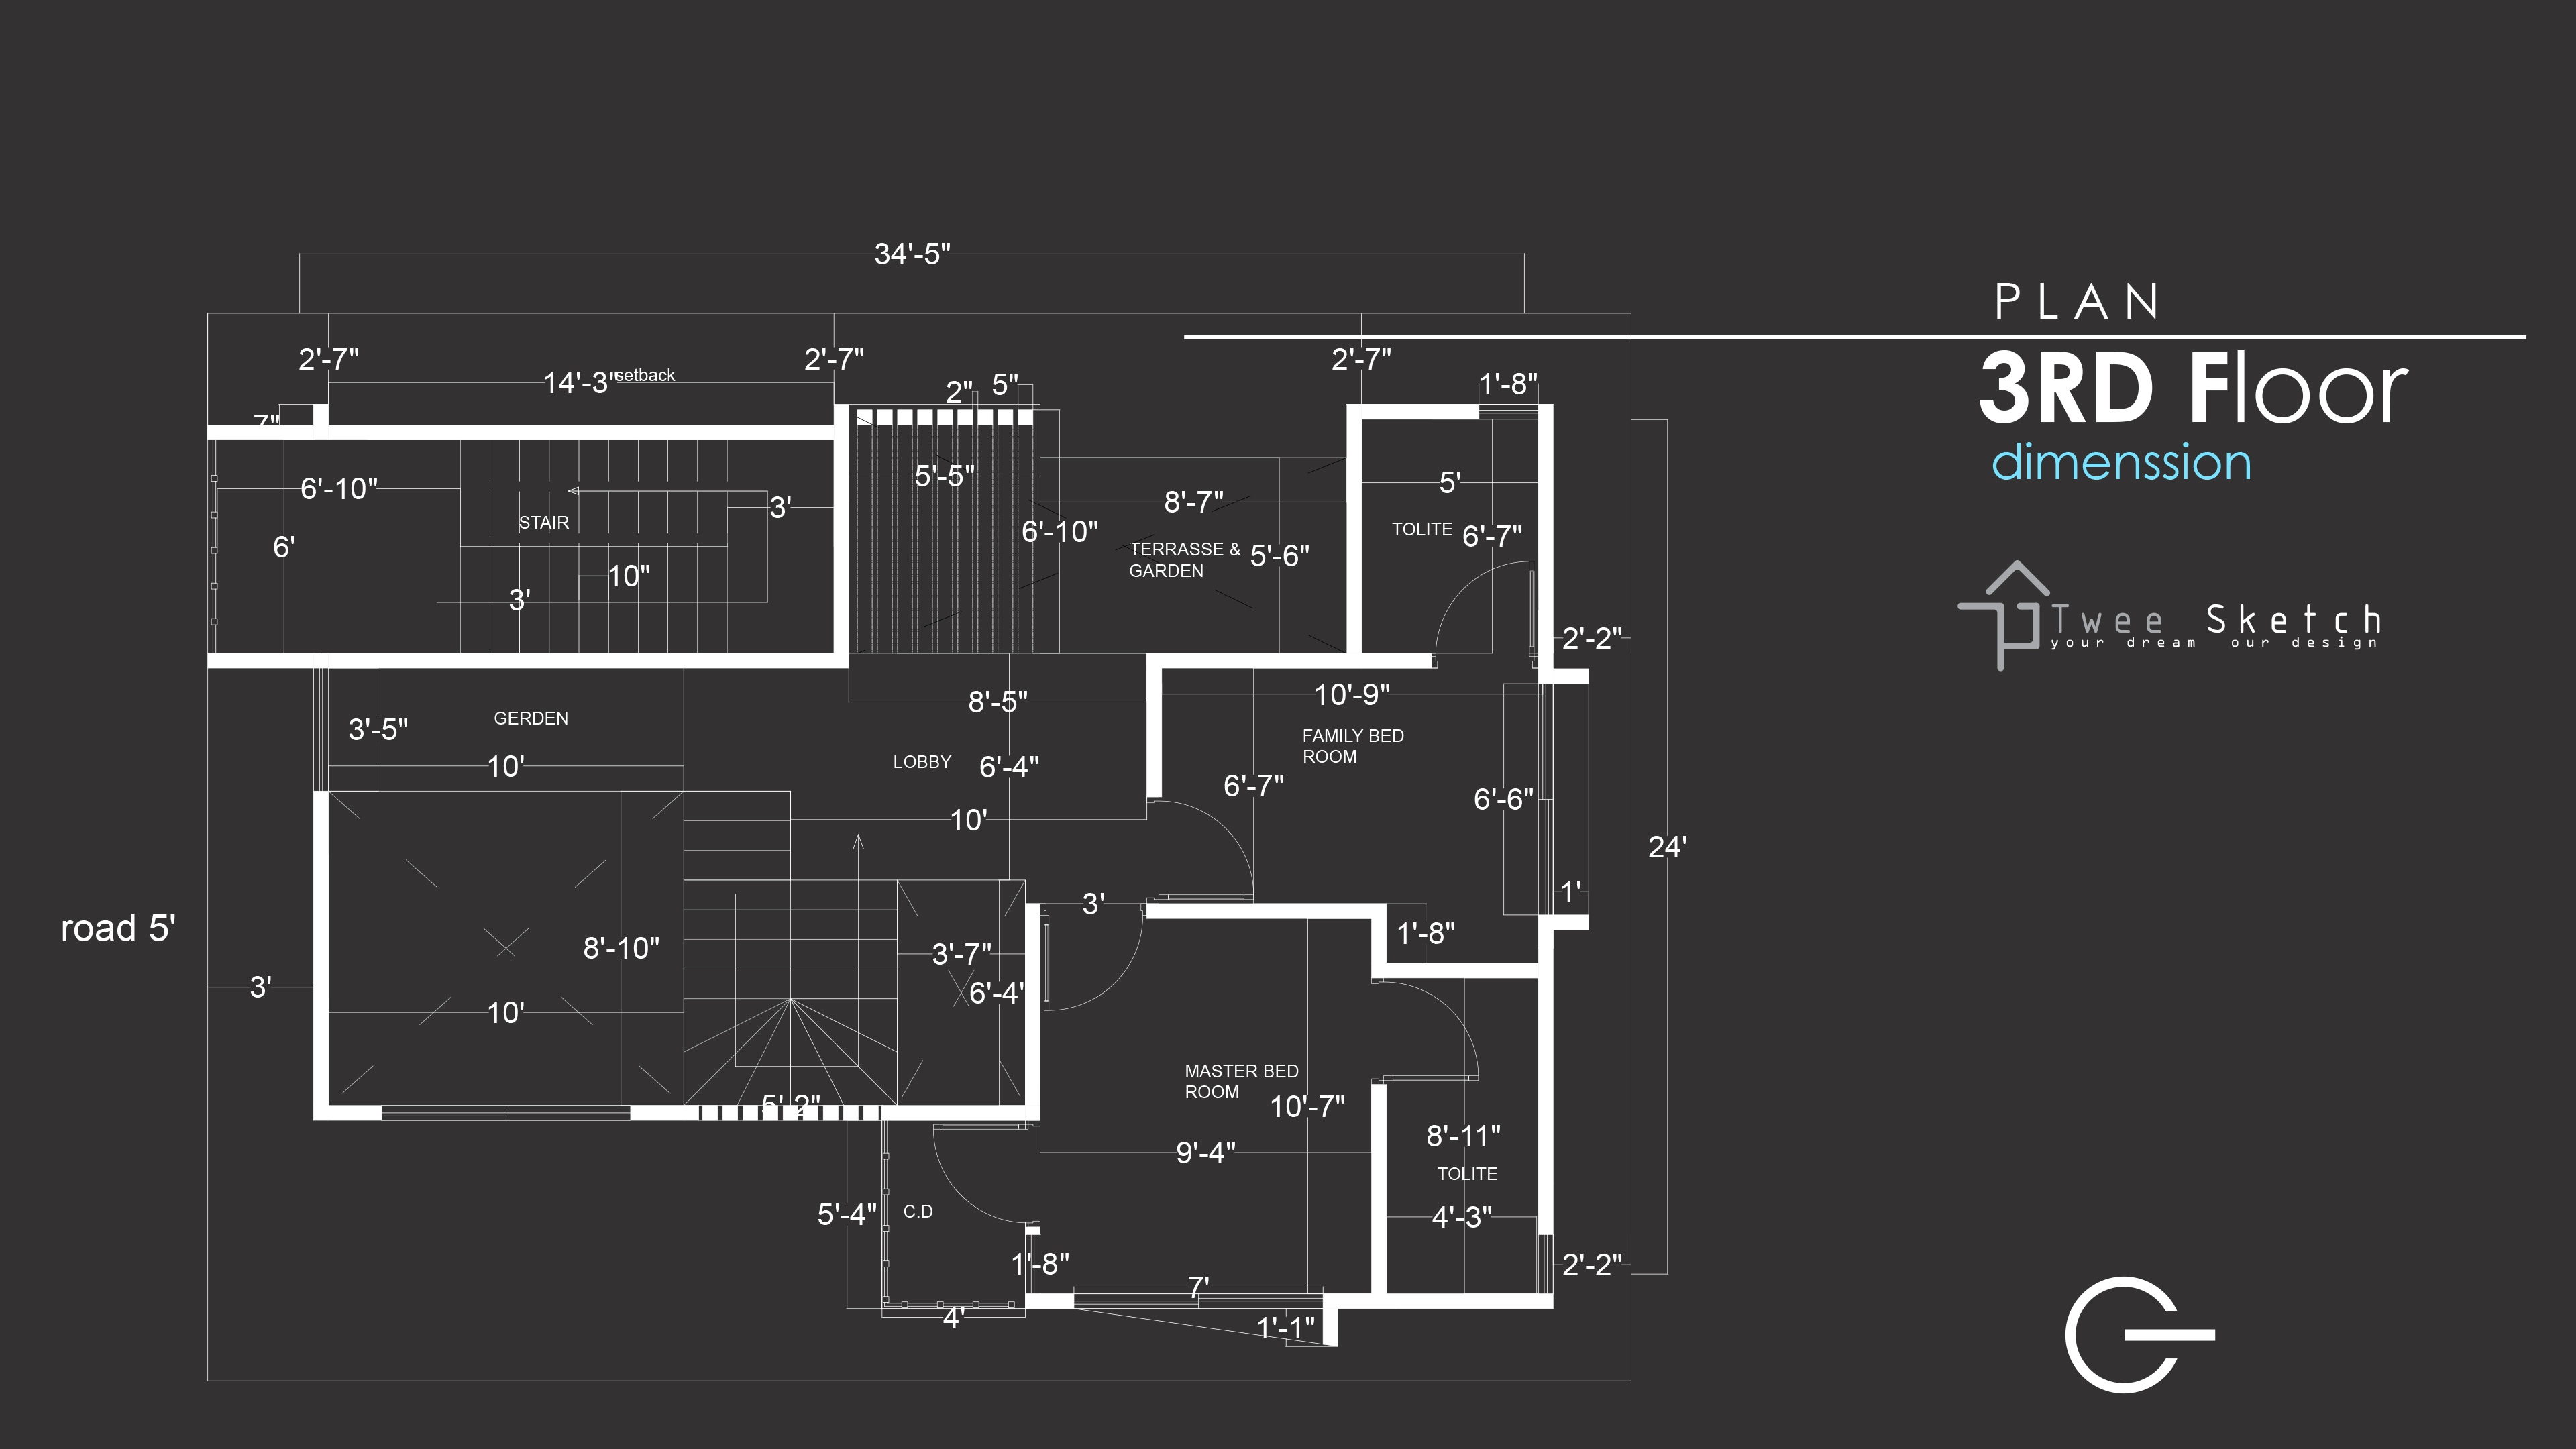 34'-5"
PLAN
3RD Floor
dimenssion
2'-7"
2'-7"
2'-7"
setback
14'-3"
2"
5"
1'-8"
7"
5'-5"
5'
6'-10"
8'-7"
3'
STAIR
6'-10"
TOLITE
6'-7"
6'
TERRASSE &
GARDEN
5'-6"
10"
3'
Twee Sketch
your dream our design
2'-2"
10'-9"
8'-5"
GERDEN
3'-5"
FAMILY BED
ROOM
LOBBY
6'-4"
10'
6'-7"
6'-6"
10'
24'
1'
3'
road 5'
8'-10"
3'-7"
1'-8"
3'
6'-4'
10'
MASTER BED
ROOM
5'-2"
10'-7"
8'-11"
9'-4"
TOLITE
5'-4"
C.D
4'-3"
1'-8"
2'-2"
7'
4'
1'-1"